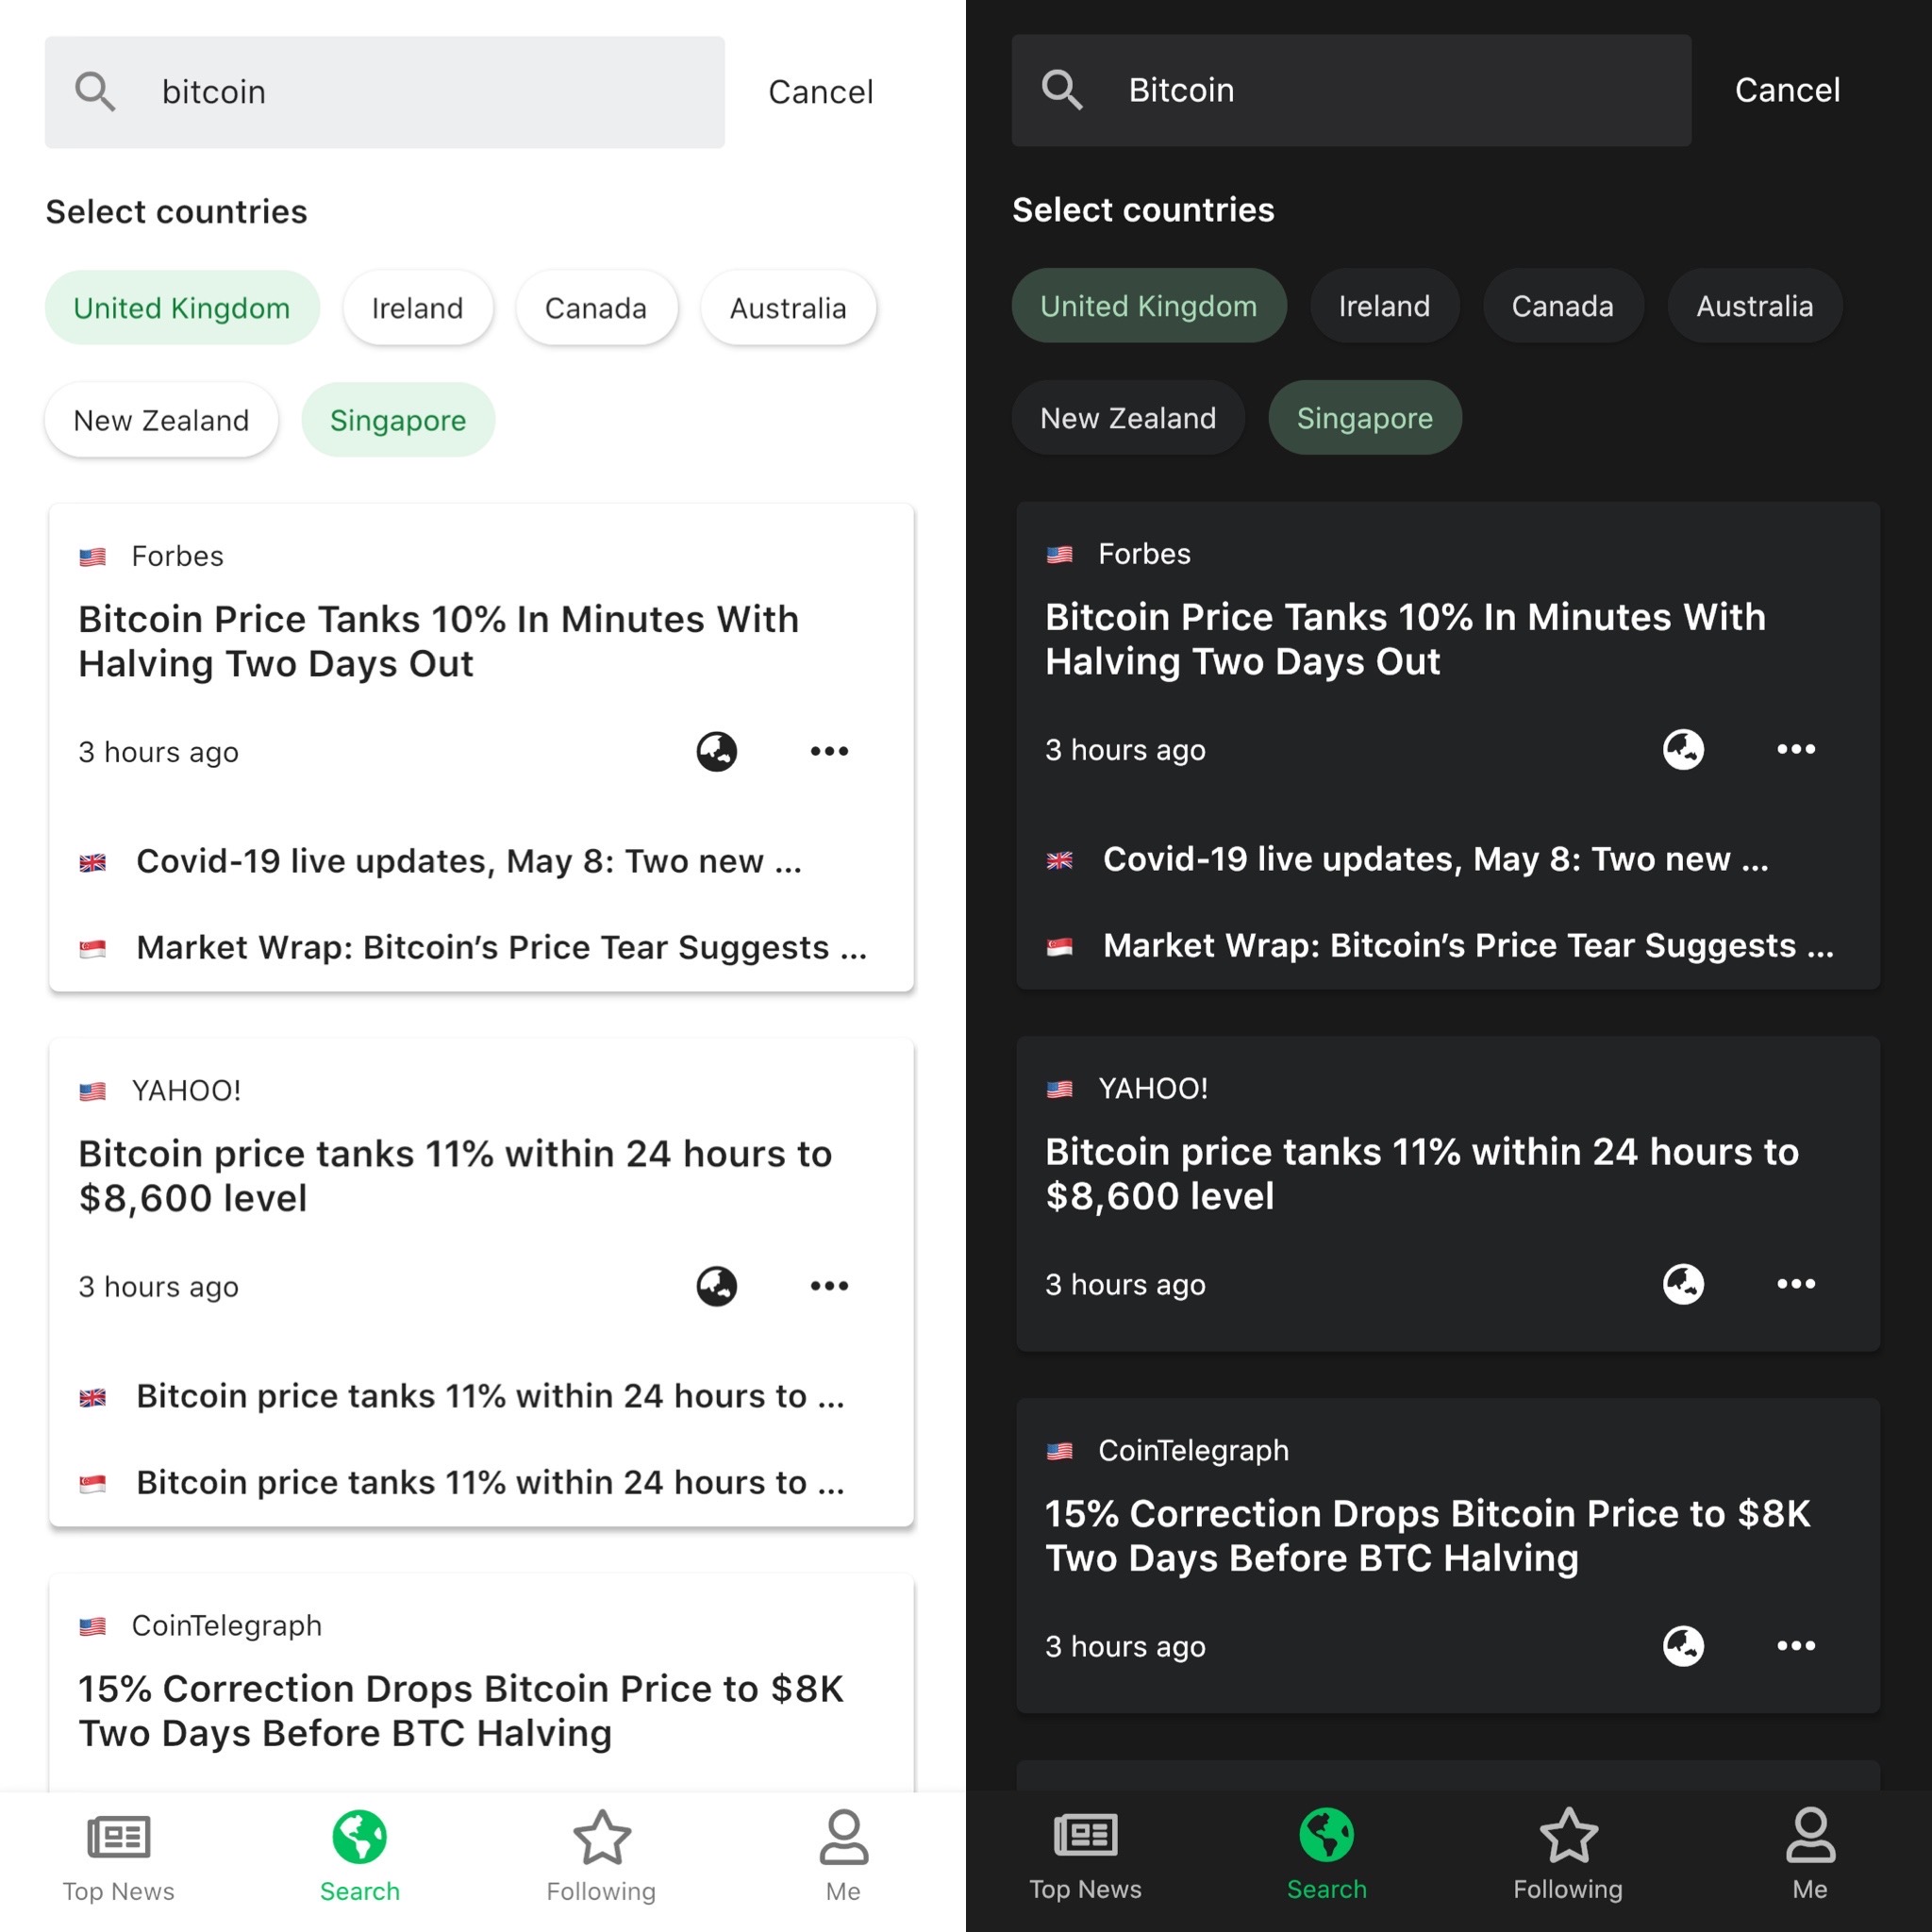 bitcoin
Cancel
Select countries
United Kingdom
Ireland
Canada
Australia
New Zealand
Singapore
Forbes
Bitcoin Price Tanks 10% In Minutes With
Halving Two Days Out
3 hours ago
Covid-19 live updates, May 8: Two new ...
Market Wrap: Bitcoin’s Price Tear Suggests ...
YAHOO!
Bitcoin price tanks 11% within 24 hours to
$8,600 level
3 hours ago
Bitcoin price tanks 11% within 24 hours to ...
Bitcoin price tanks 11% within 24 hours to ...
CoinTelegraph
15% Correction Drops Bitcoin Price to $8K
Two Days Before BTC Halving
Top News
Search
Following
Me
Bitcoin
Cancel
Select countries
United Kingdom
Ireland
Canada
Australia
New Zealand
Singapore
Forbes
Bitcoin Price Tanks 10% In Minutes With
Halving Two Days Out
3 hours ago
Covid-19 live updates, May 8: Two new ...
Market Wrap: Bitcoin’s Price Tear Suggests ...
YAHOO!
Bitcoin price tanks 11% within 24 hours to
$8,600 level
3 hours ago
CoinTelegraph
15% Correction Drops Bitcoin Price to $8K
Two Days Before BTC Halving
3 hours ago
Top News
Search
Following
Me